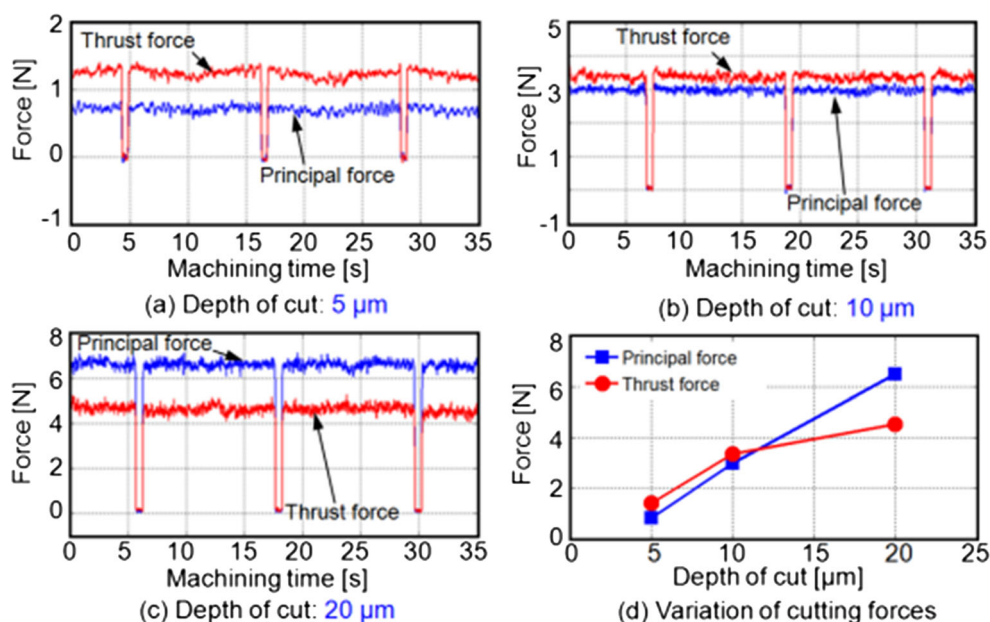 2
1
0
-1
Force [N]
Thrust force
Principal force
0 5 10 15 20 25 30 35
Machining time [s]
(a) Depth of cut: 5 µm
5
3
1
-1
Force [N]
Thrust force
Principal force
0 5 10 15 20 25 30 35
Machining time [s]
(b) Depth of cut: 10 µm
8
6
4
2
0
Force [N]
Principal force
Thrust force
0 5 10 15 20 25 30 35
Machining time [s]
(c) Depth of cut: 20 µm
8
6
4
2
0
Force [N]
Principal force
Thrust force
0 5 10 15 20 25
Depth of cut [µm]
(d) Variation of cutting forces